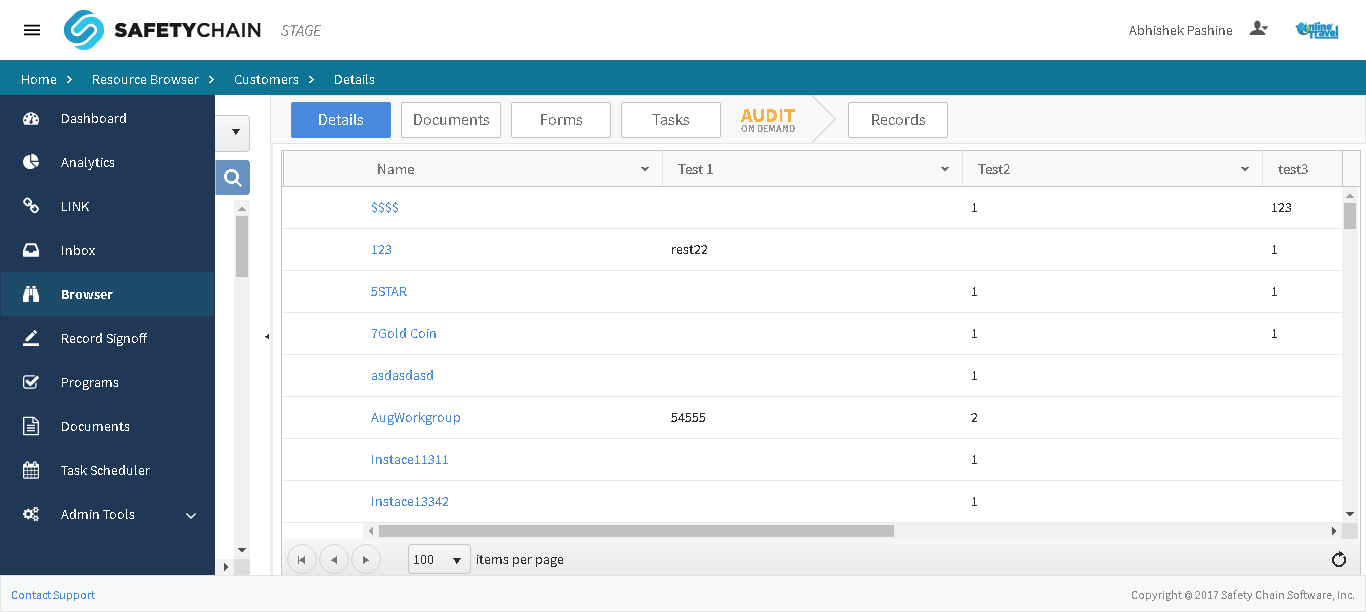 SAFETYCHAIN STAGE
Abhishek Pashine
Online Travel
Home Resource Browser Customers Details
Dashboard
Analytics
LINK
Inbox
Browser
Record Signoff
Programs
Documents
Task Scheduler
Admin Tools
Details Documents Forms Tasks AUDIT ON DEMAND Records
Name Test 1 Test2 test3
$$$$ 1 123
123 rest22 1
5STAR 1 1
7Gold Coin 1 1
asdasdasd 1
AugWorkgroup 54555 2
Instace11311 1
Instace13342 1
100 items per page
Contact Support
Copyright © 2017 Safety Chain Software, Inc.